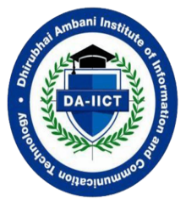 Dhirubhai Ambani Institute of Information and Communication Technology •
DA-IICT